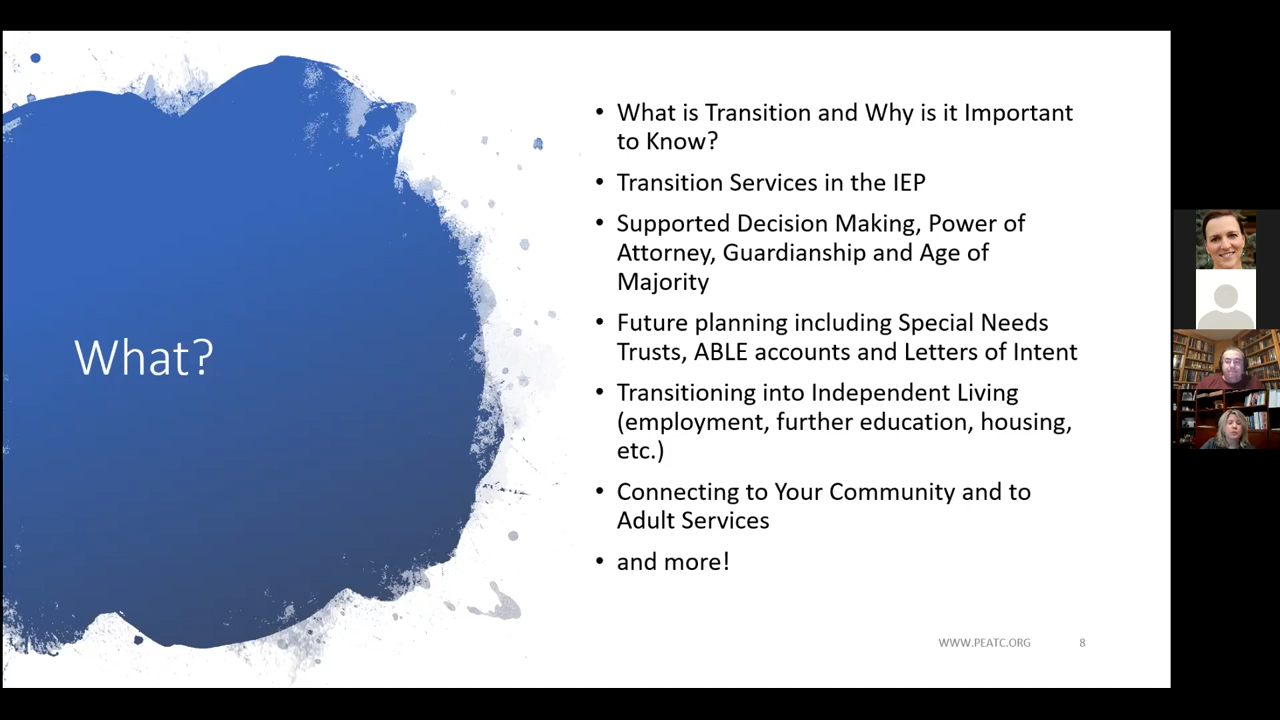 What?
• What is Transition and Why is it Important
to Know?
• Transition Services in the IEP
• Supported Decision Making, Power of
Attorney, Guardianship and Age of
Majority
• Future planning including Special Needs
Trusts, ABLE accounts and Letters of Intent
• Transitioning into Independent Living
(employment, further education, housing,
etc.)
• Connecting to Your Community and to
Adult Services
• and more!
WWW.PEATC.ORG 8